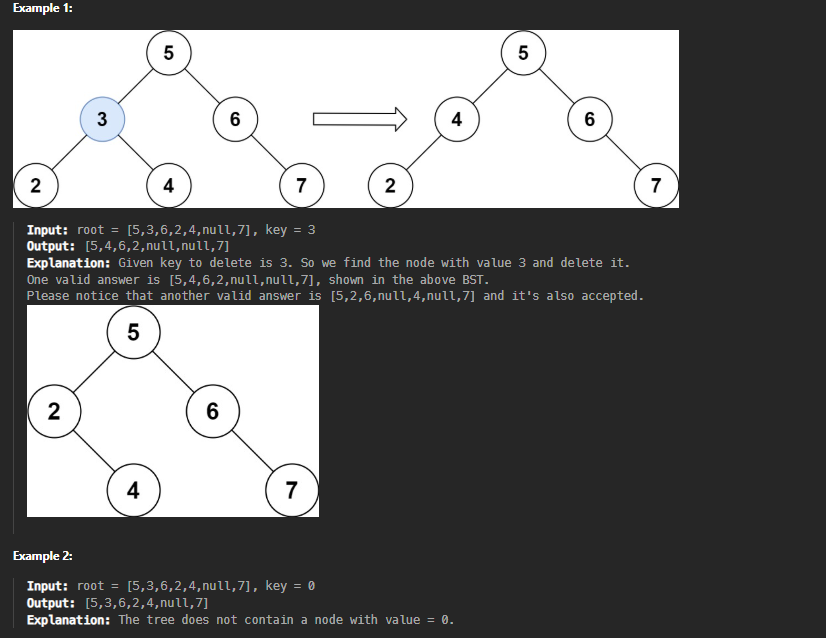 Example 1:
5 5
3 6 4 6
2 4 7 2 7
Input: root = [5,3,6,2,4,null,7], key = 3
Output: [5,4,6,2,null,null,7]
Explanation: Given key to delete is 3. So we find the node with value 3 and delete it.
One valid answer is [5,4,6,2,null,null,7], shown in the above BST.
Please notice that another valid answer is [5,2,6,null,4,null,7] and it's also accepted.
5
2 6
4 7
Example 2:
Input: root = [5,3,6,2,4,null,7], key = 0
Output: [5,3,6,2,4,null,7]
Explanation: The tree does not contain a node with value = 0.